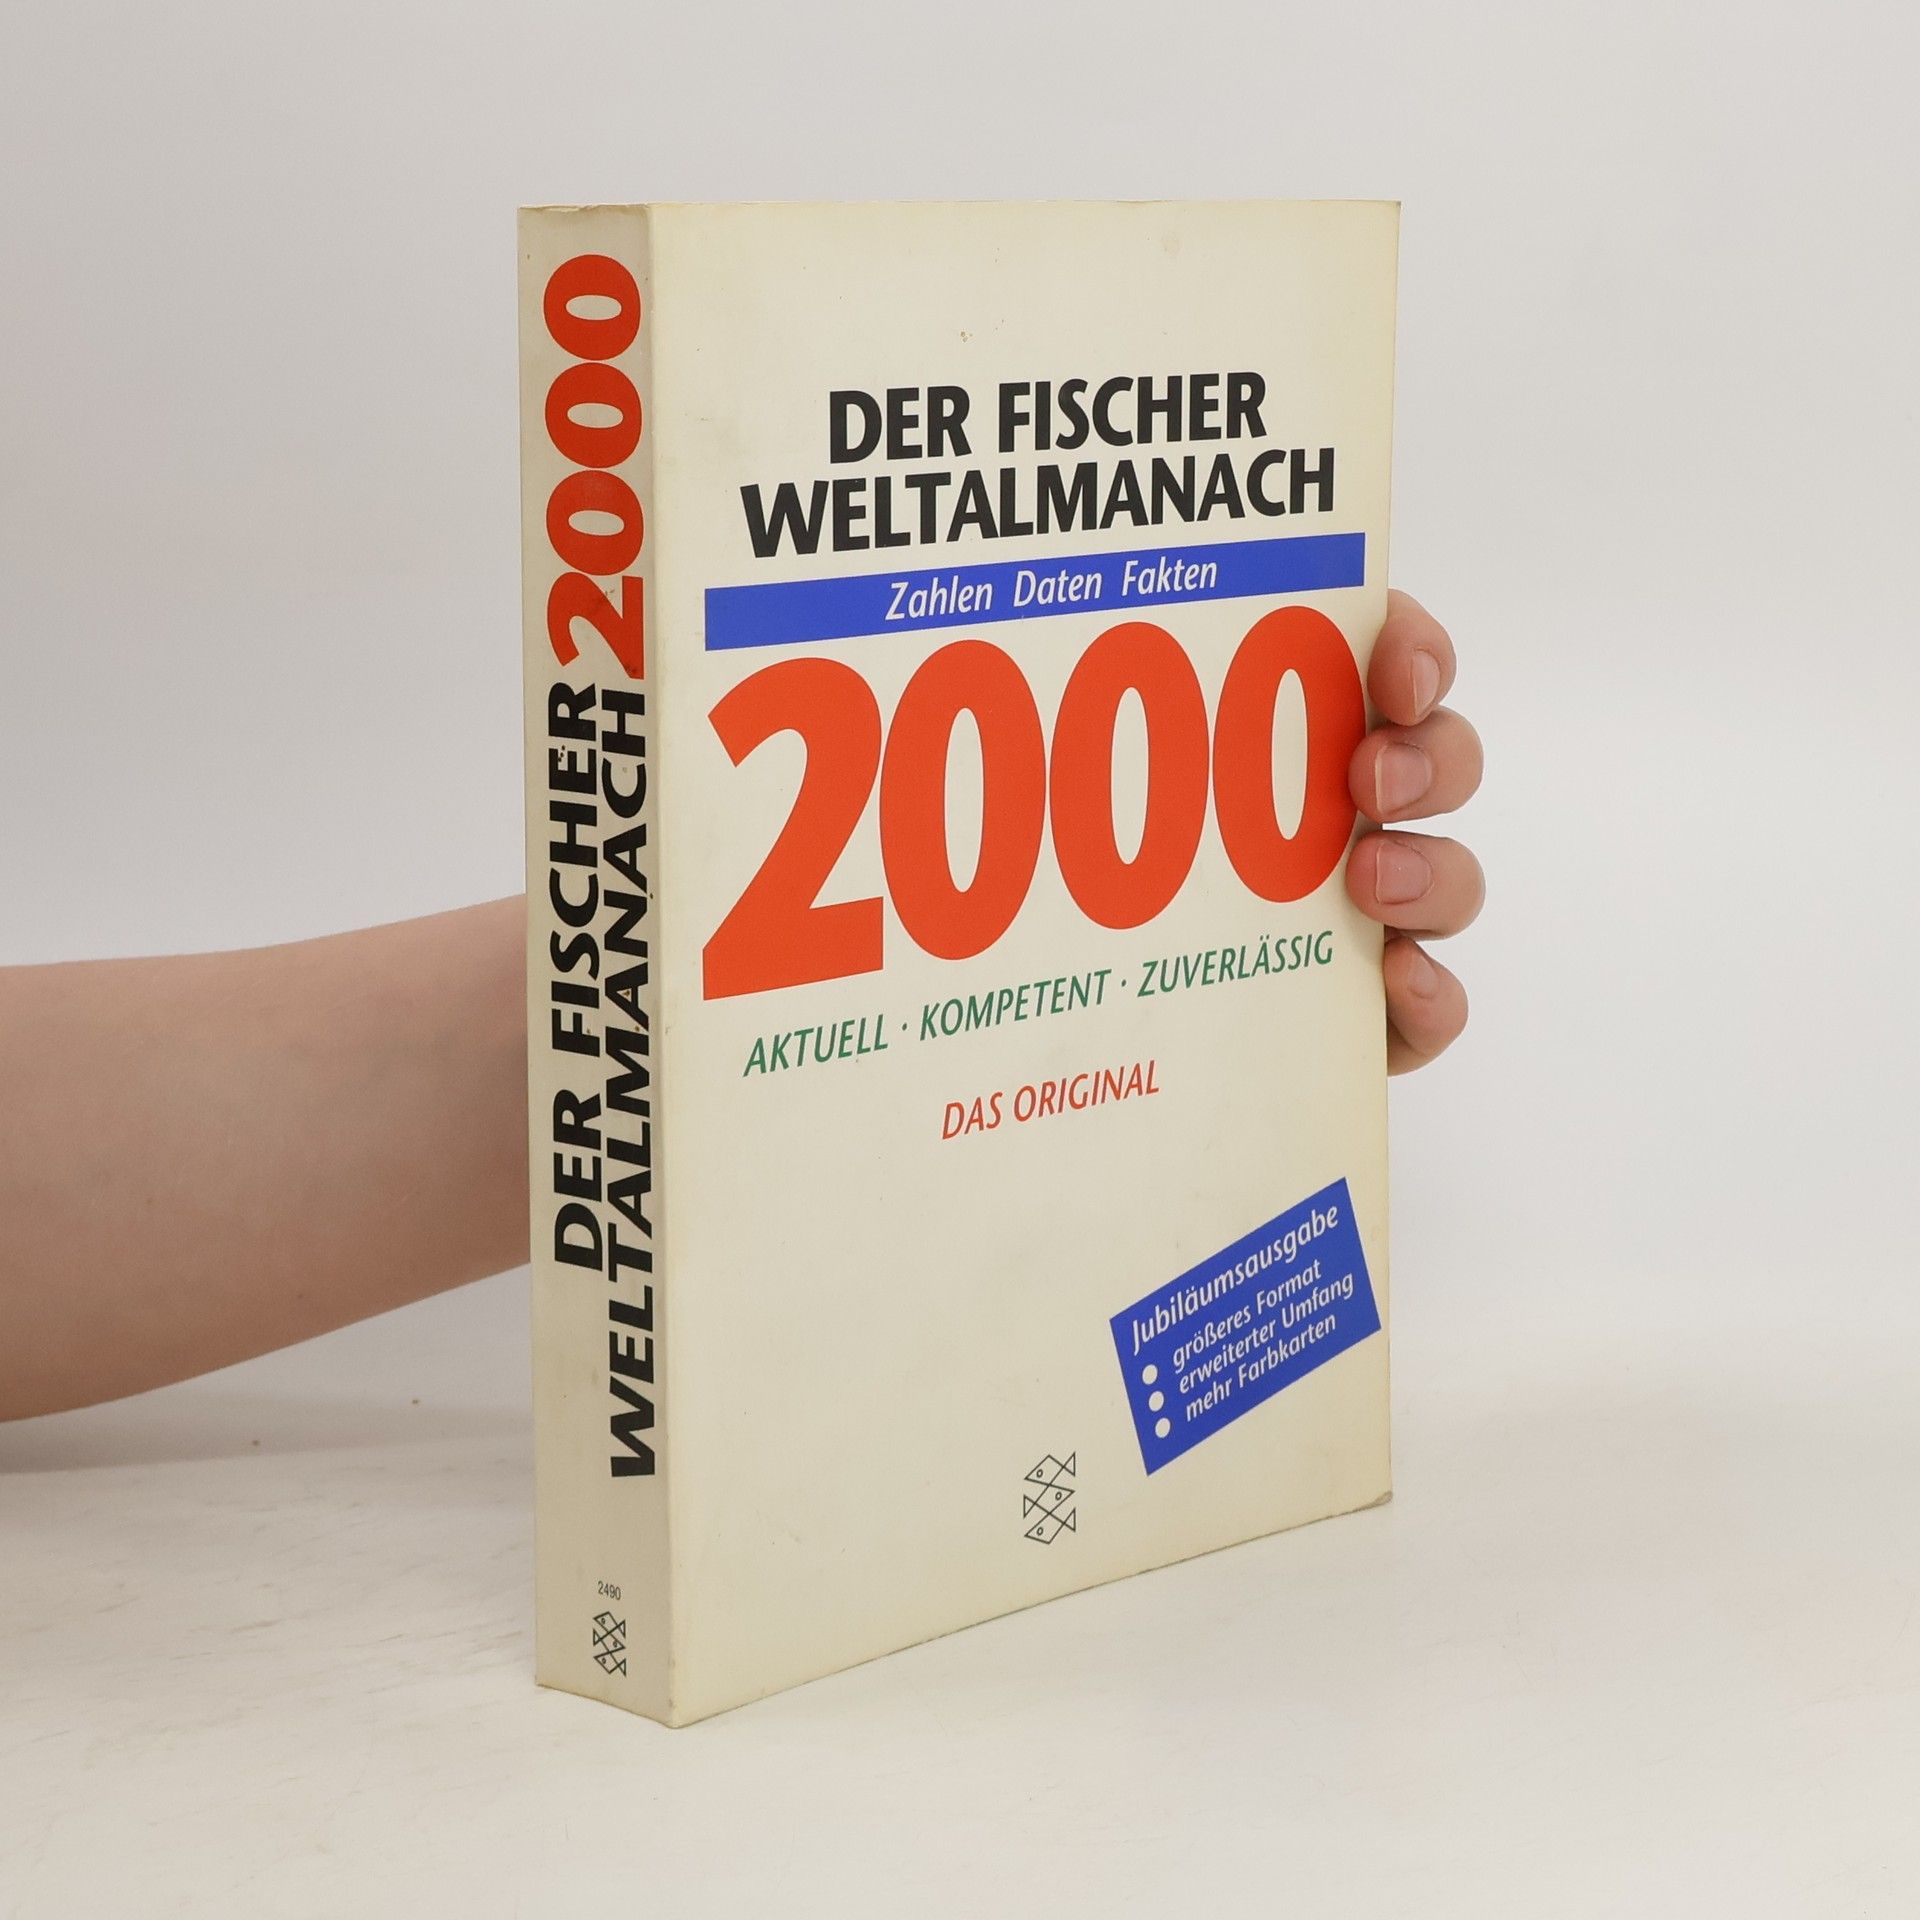 DER FISCHER
WELTALMANACH
2000
2490
DER FISCHER
WELTALMANACH
Zahlen Daten Fakten
2000
AKTUELL · KOMPETENT · ZUVERLÄSSIG
DAS ORIGINAL
Jubiläumsausgabe
● größeres Format
● erweiterter Umfang
● mehr Farbkarten